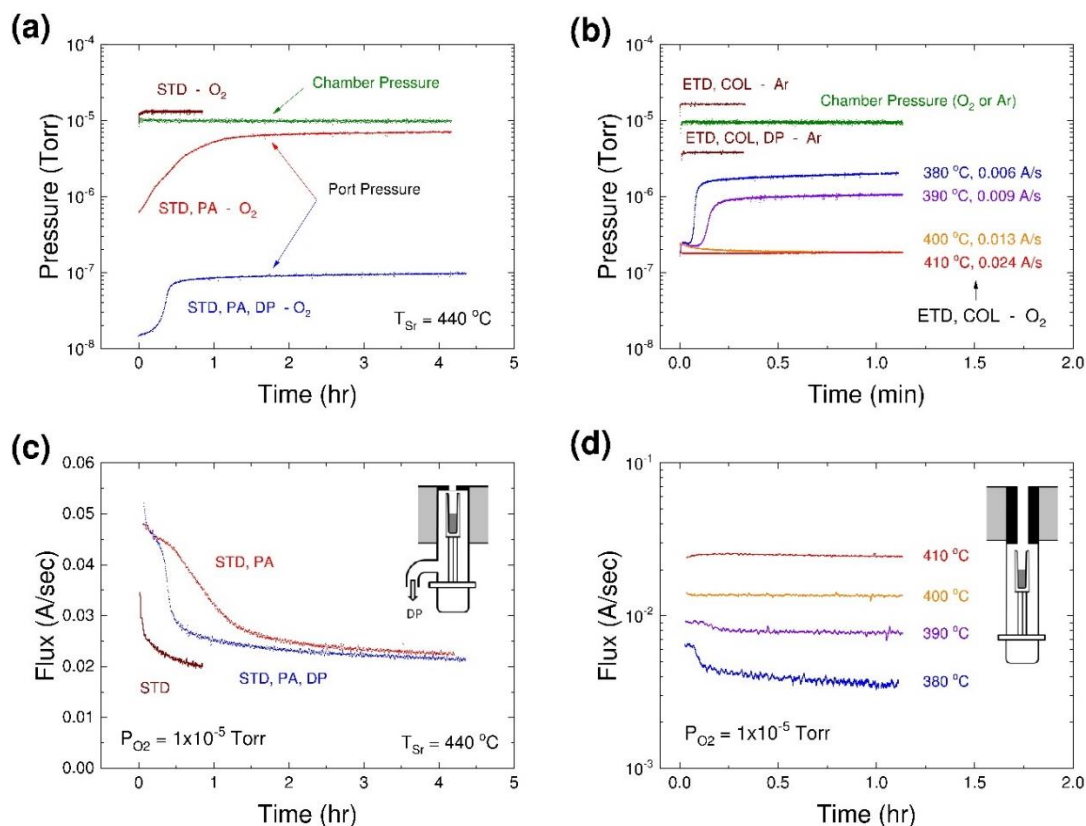 (a)
10⁻⁴
10⁻⁵
10⁻⁶
10⁻⁷
10⁻⁸
Pressure (Torr)
STD - O₂
Chamber Pressure
Port Pressure
STD, PA - O₂
STD, PA, DP - O₂
T_Sr = 440 °C
0 1 2 3 4 5
Time (hr)
(b)
10⁻⁴
10⁻⁵
10⁻⁶
10⁻⁷
10⁻⁸
Pressure (Torr)
ETD, COL - Ar
Chamber Pressure (O₂ or Ar)
ETD, COL, DP - Ar
380 °C, 0.006 A/s
390 °C, 0.009 A/s
400 °C, 0.013 A/s
410 °C, 0.024 A/s
ETD, COL - O₂
0.0 0.5 1.0 1.5 2.0
Time (min)
(c)
0.06
0.05
0.04
0.03
0.02
0.01
0.00
Flux (A/sec)
STD, PA
DP
STD
STD, PA, DP
P_O2 = 1x10⁻⁵ Torr
T_Sr = 440 °C
0 1 2 3 4 5
Time (hr)
(d)
10⁻¹
10⁻²
10⁻³
Flux (A/sec)
410 °C
400 °C
390 °C
380 °C
P_O2 = 1x10⁻⁵ Torr
0.0 0.5 1.0 1.5 2.0
Time (hr)